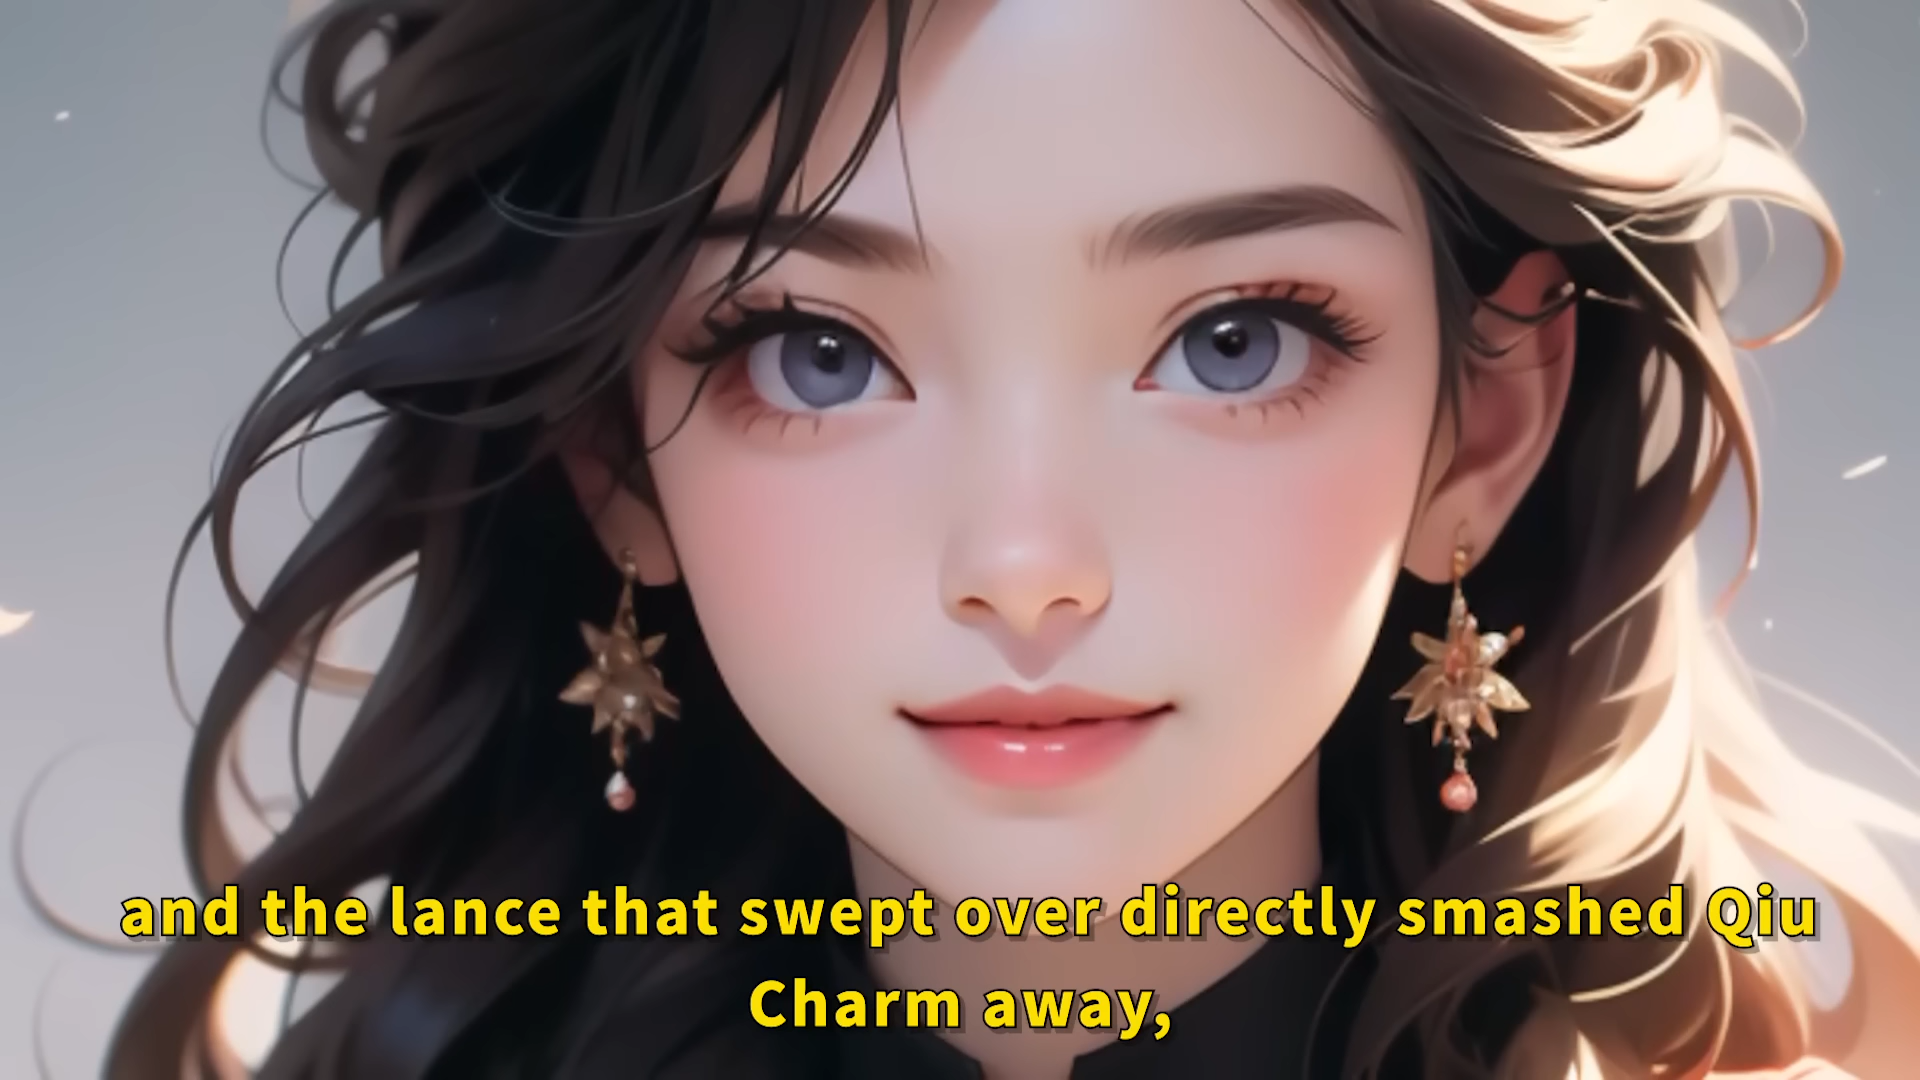 and the lance that swept over directly smashed Qiu
Charm away,